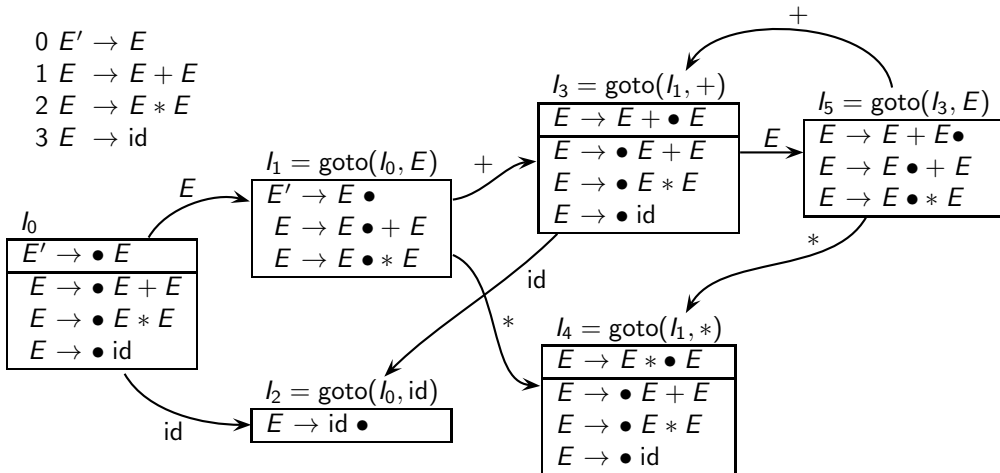 0 E′ → E
1 E → E + E
2 E → E ∗ E
3 E → id
I₀
E′ → • E
E → • E + E
E → • E ∗ E
E → • id
E
id
I₁ = goto(I₀, E)
E′ → E •
E → E • + E
E → E • ∗ E
+
∗
I₂ = goto(I₀, id)
E → id •
I₃ = goto(I₁, +)
E → E + • E
E → • E + E
E → • E ∗ E
E → • id
id
E
I₄ = goto(I₁, ∗)
E → E ∗ • E
E → • E + E
E → • E ∗ E
E → • id
+
I₅ = goto(I₃, E)
E → E + E•
E → E • + E
E → E • ∗ E
∗